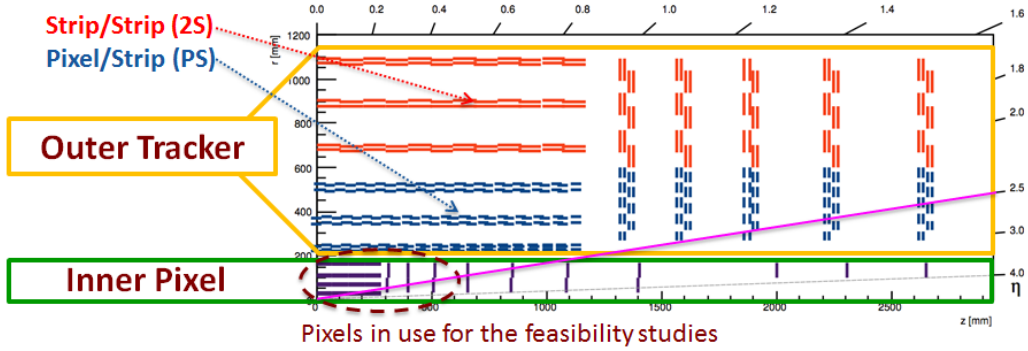 0.0 0.2 0.4 0.6 0.8 1.0 1.2 1.4 1.6
Strip/Strip (2S)
Pixel/Strip (PS)
1200
r [mm]
1000
800
600
400
200
1.8
2.0
2.5
3.0
4.0
η
Outer Tracker
Inner Pixel
500 1000 1500 2000 2500
z [mm]
Pixels in use for the feasibility studies